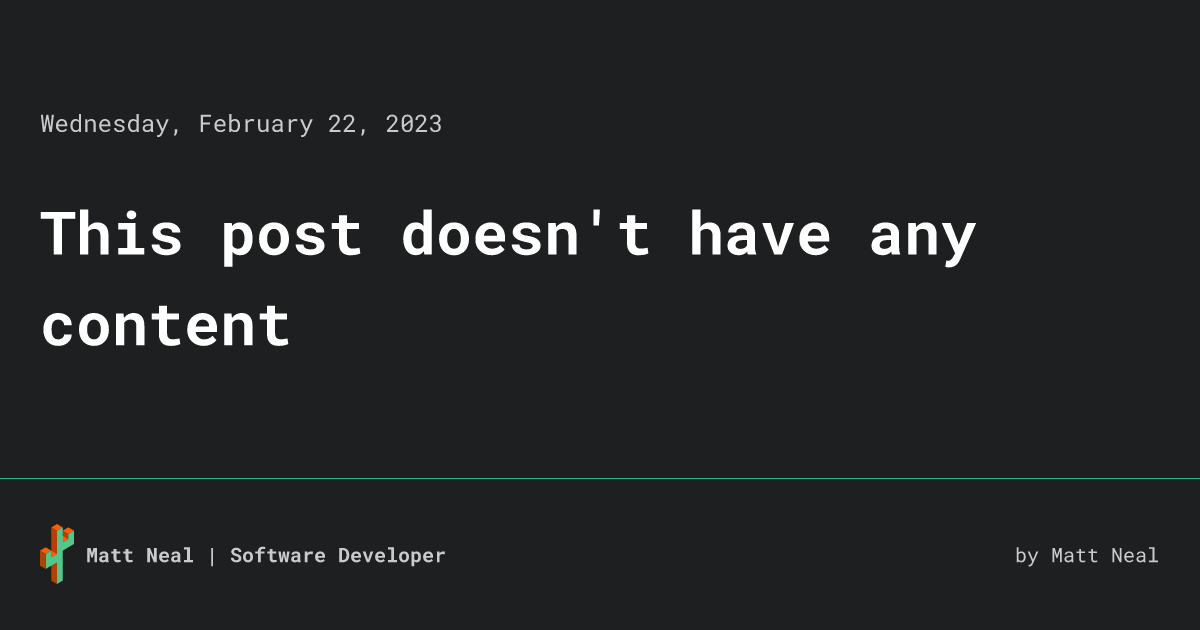 Wednesday, February 22, 2023
This post doesn't have any
content
Matt Neal | Software Developer
by Matt Neal